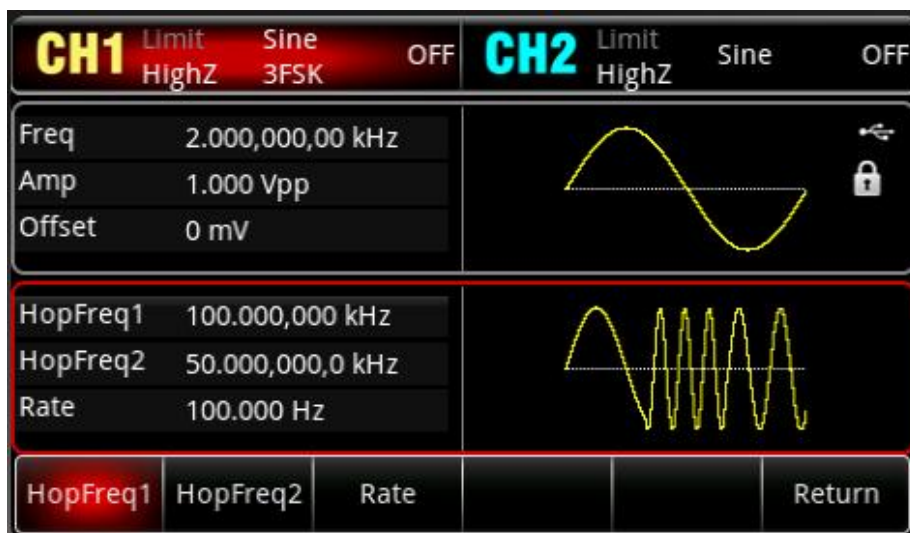 CH1 Limit Sine OFF CH2 Limit Sine OFF
HighZ 3FSK HighZ
Freq 2.000,000,00 kHz
Amp 1.000 Vpp
Offset 0 mV
HopFreq1 100.000,000 kHz
HopFreq2 50.000,000,0 kHz
Rate 100.000 Hz
HopFreq1 HopFreq2 Rate Return